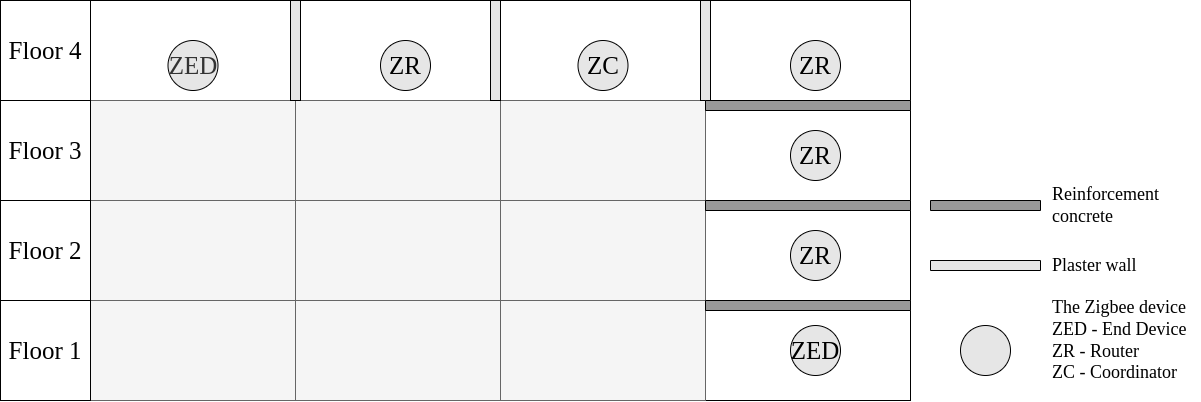 Floor 4
ZED
ZR
ZC
ZR
Floor 3
ZR
Floor 2
ZR
Floor 1
ZED
Reinforcement
concrete
Plaster wall
The Zigbee device
ZED - End Device
ZR - Router
ZC - Coordinator